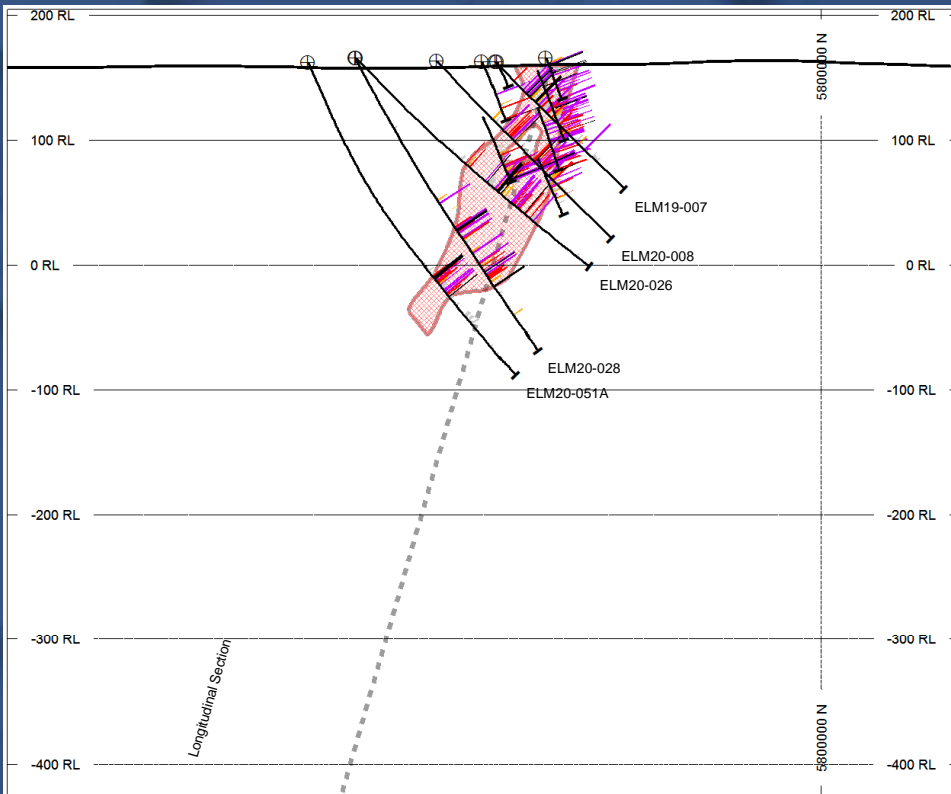 200 RL 200 RL
5800000 N
100 RL 100 RL
ELM19-007
ELM20-008
0 RL 0 RL
ELM20-026
ELM20-028
ELM20-051A
-100 RL -100 RL
-200 RL -200 RL
-300 RL -300 RL
Longitudinal Section
5800000 N
-400 RL -400 RL